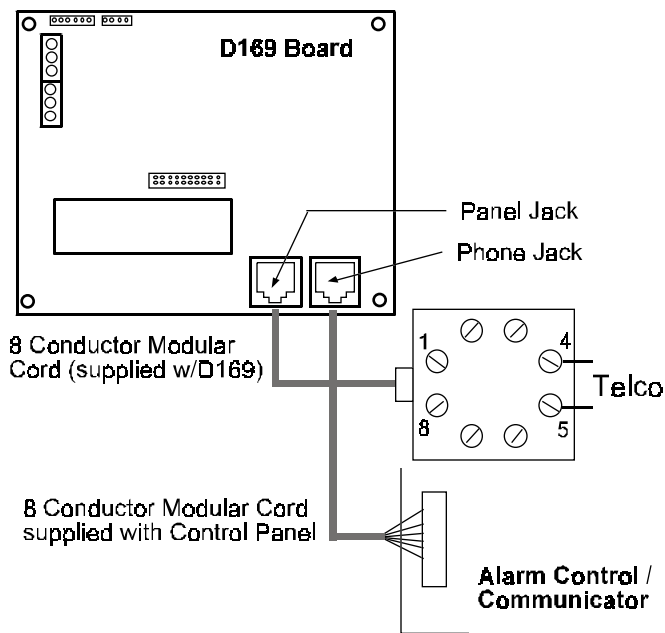 D169 Board
Panel Jack
Phone Jack
8 Conductor Modular
Cord (supplied w/D169)
1
4
8
5
Telco
8 Conductor Modular Cord
supplied with Control Panel
Alarm Control /
Communicator